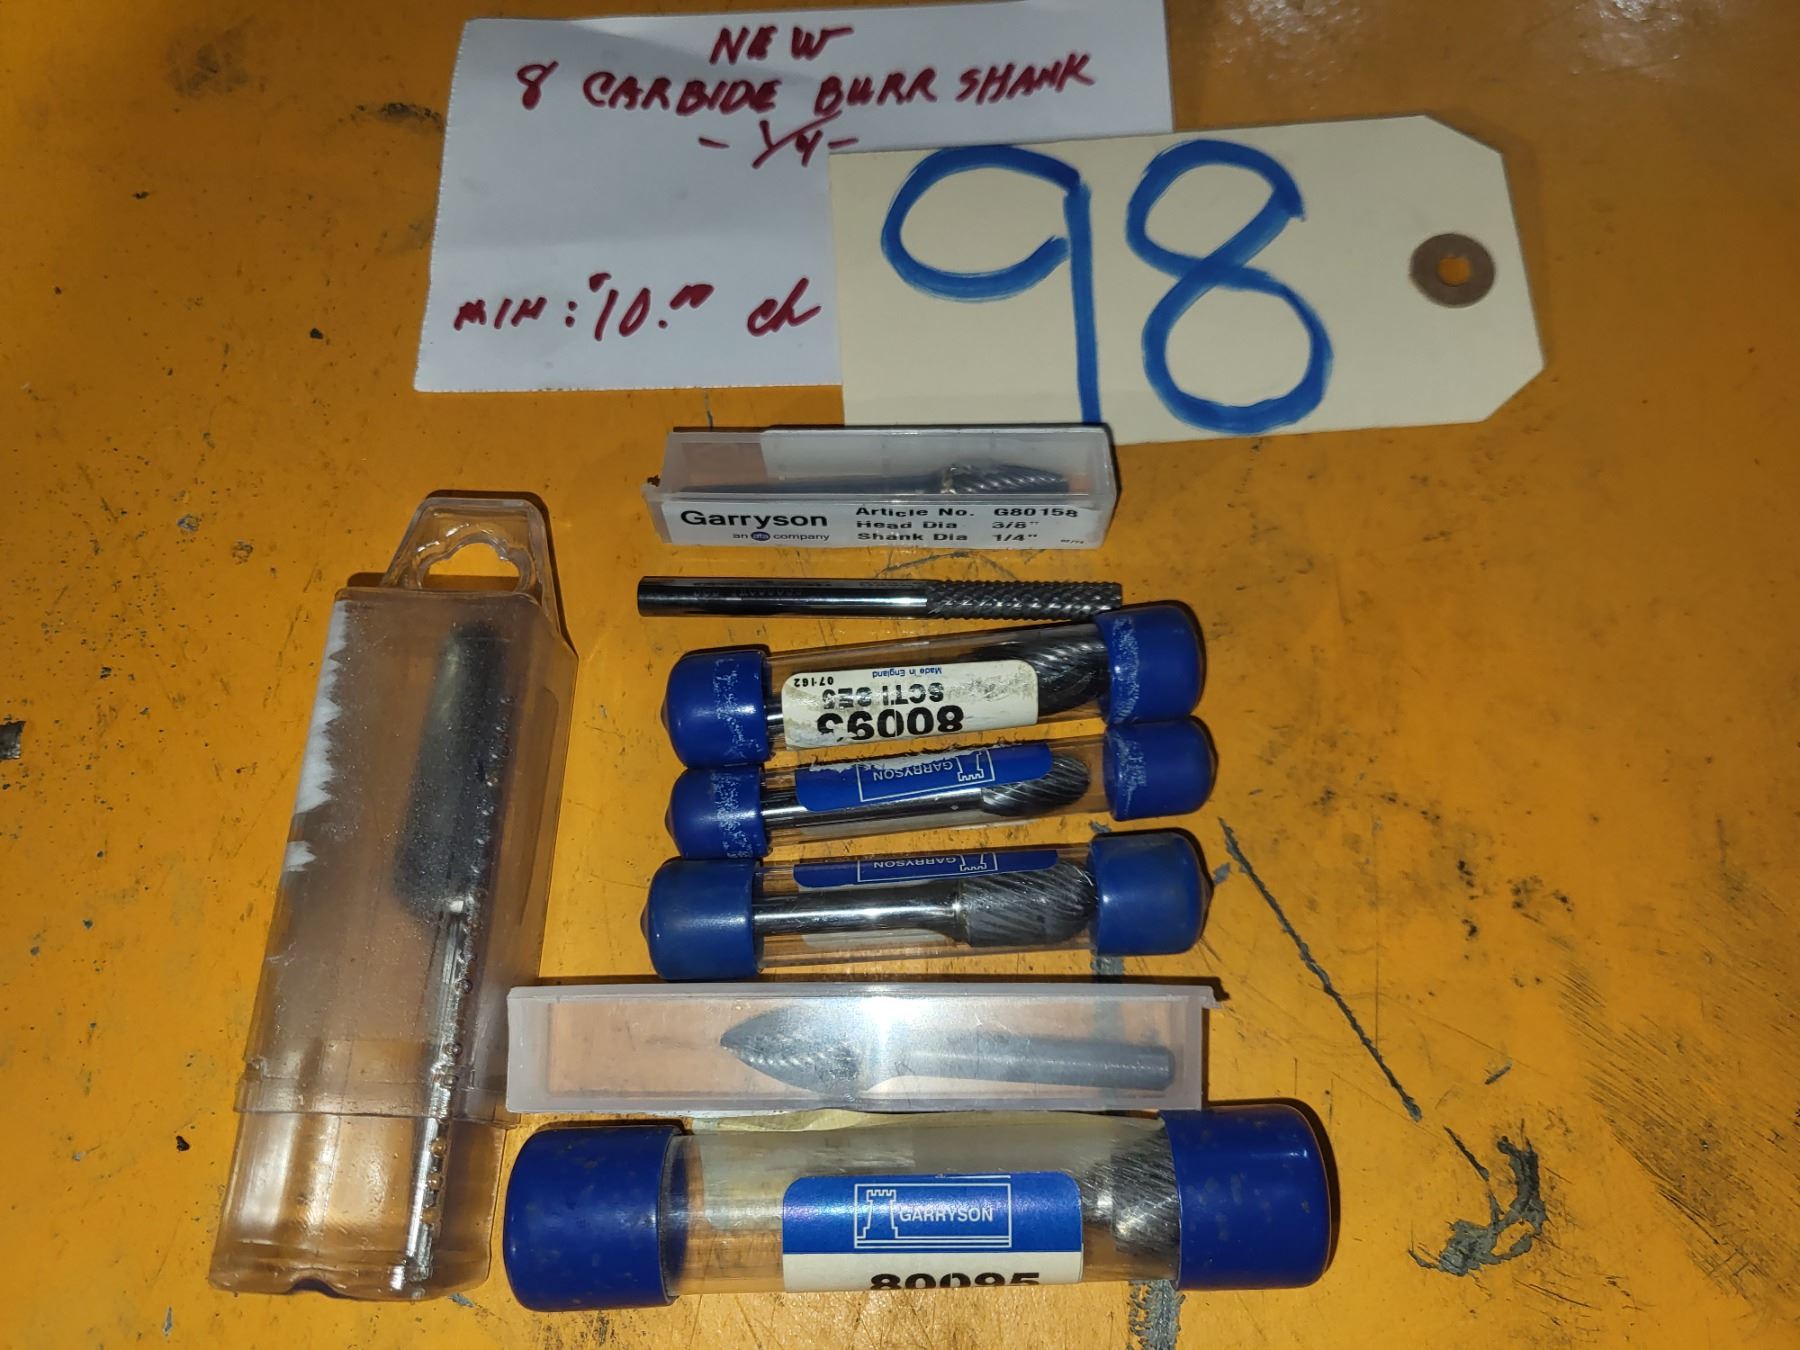 NEW
8 CARBIDE BURR SHANK
- 1/4 -
MIN: $10.00 ch
98
Garryson
an ata company
Article No. G80158
Head Dia 3/8"
Shank Dia 1/4"
80093
SCTI SE5
Made in England
07162
GARRYSON
GARRYSON
GARRYSON
80095